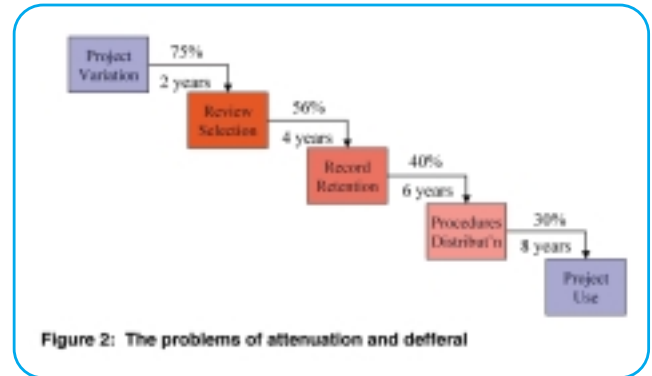 Project
Variation
75%
2 years
Review
Selection
56%
4 years
Record
Retention
40%
6 years
Procedures
Distribut'n
30%
8 years
Project
Use
Figure 2: The problems of attenuation and defferal